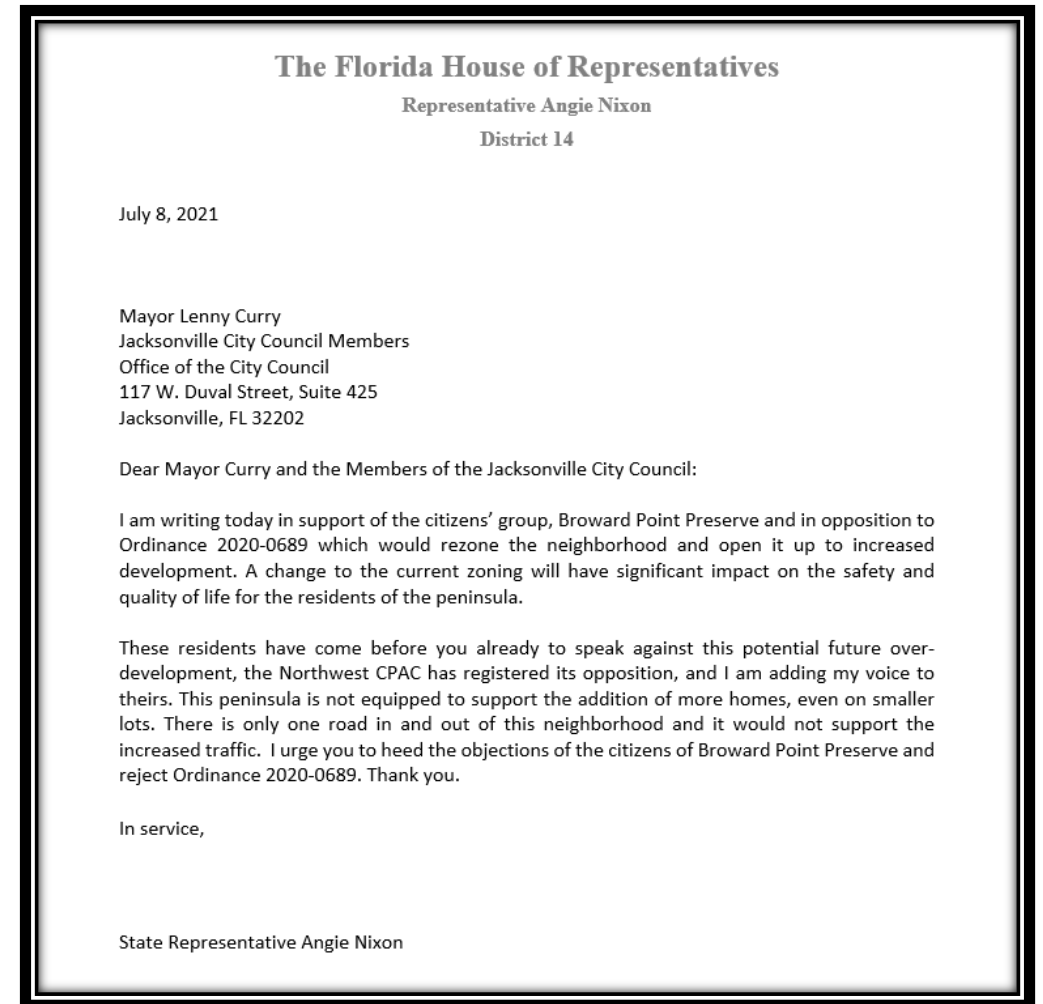 The Florida House of Representatives
Representative Angie Nixon
District 14
July 8, 2021
Mayor Lenny Curry
Jacksonville City Council Members
Office of the City Council
117 W. Duval Street, Suite 425
Jacksonville, FL 32202
Dear Mayor Curry and the Members of the Jacksonville City Council:
I am writing today in support of the citizens’ group, Broward Point Preserve and in opposition to
Ordinance 2020-0689 which would rezone the neighborhood and open it up to increased
development. A change to the current zoning will have significant impact on the safety and
quality of life for the residents of the peninsula.
These residents have come before you already to speak against this potential future over-
development, the Northwest CPAC has registered its opposition, and I am adding my voice to
theirs. This peninsula is not equipped to support the addition of more homes, even on smaller
lots. There is only one road in and out of this neighborhood and it would not support the
increased traffic.  I urge you to heed the objections of the citizens of Broward Point Preserve and
reject Ordinance 2020-0689. Thank you.
In service,
State Representative Angie Nixon